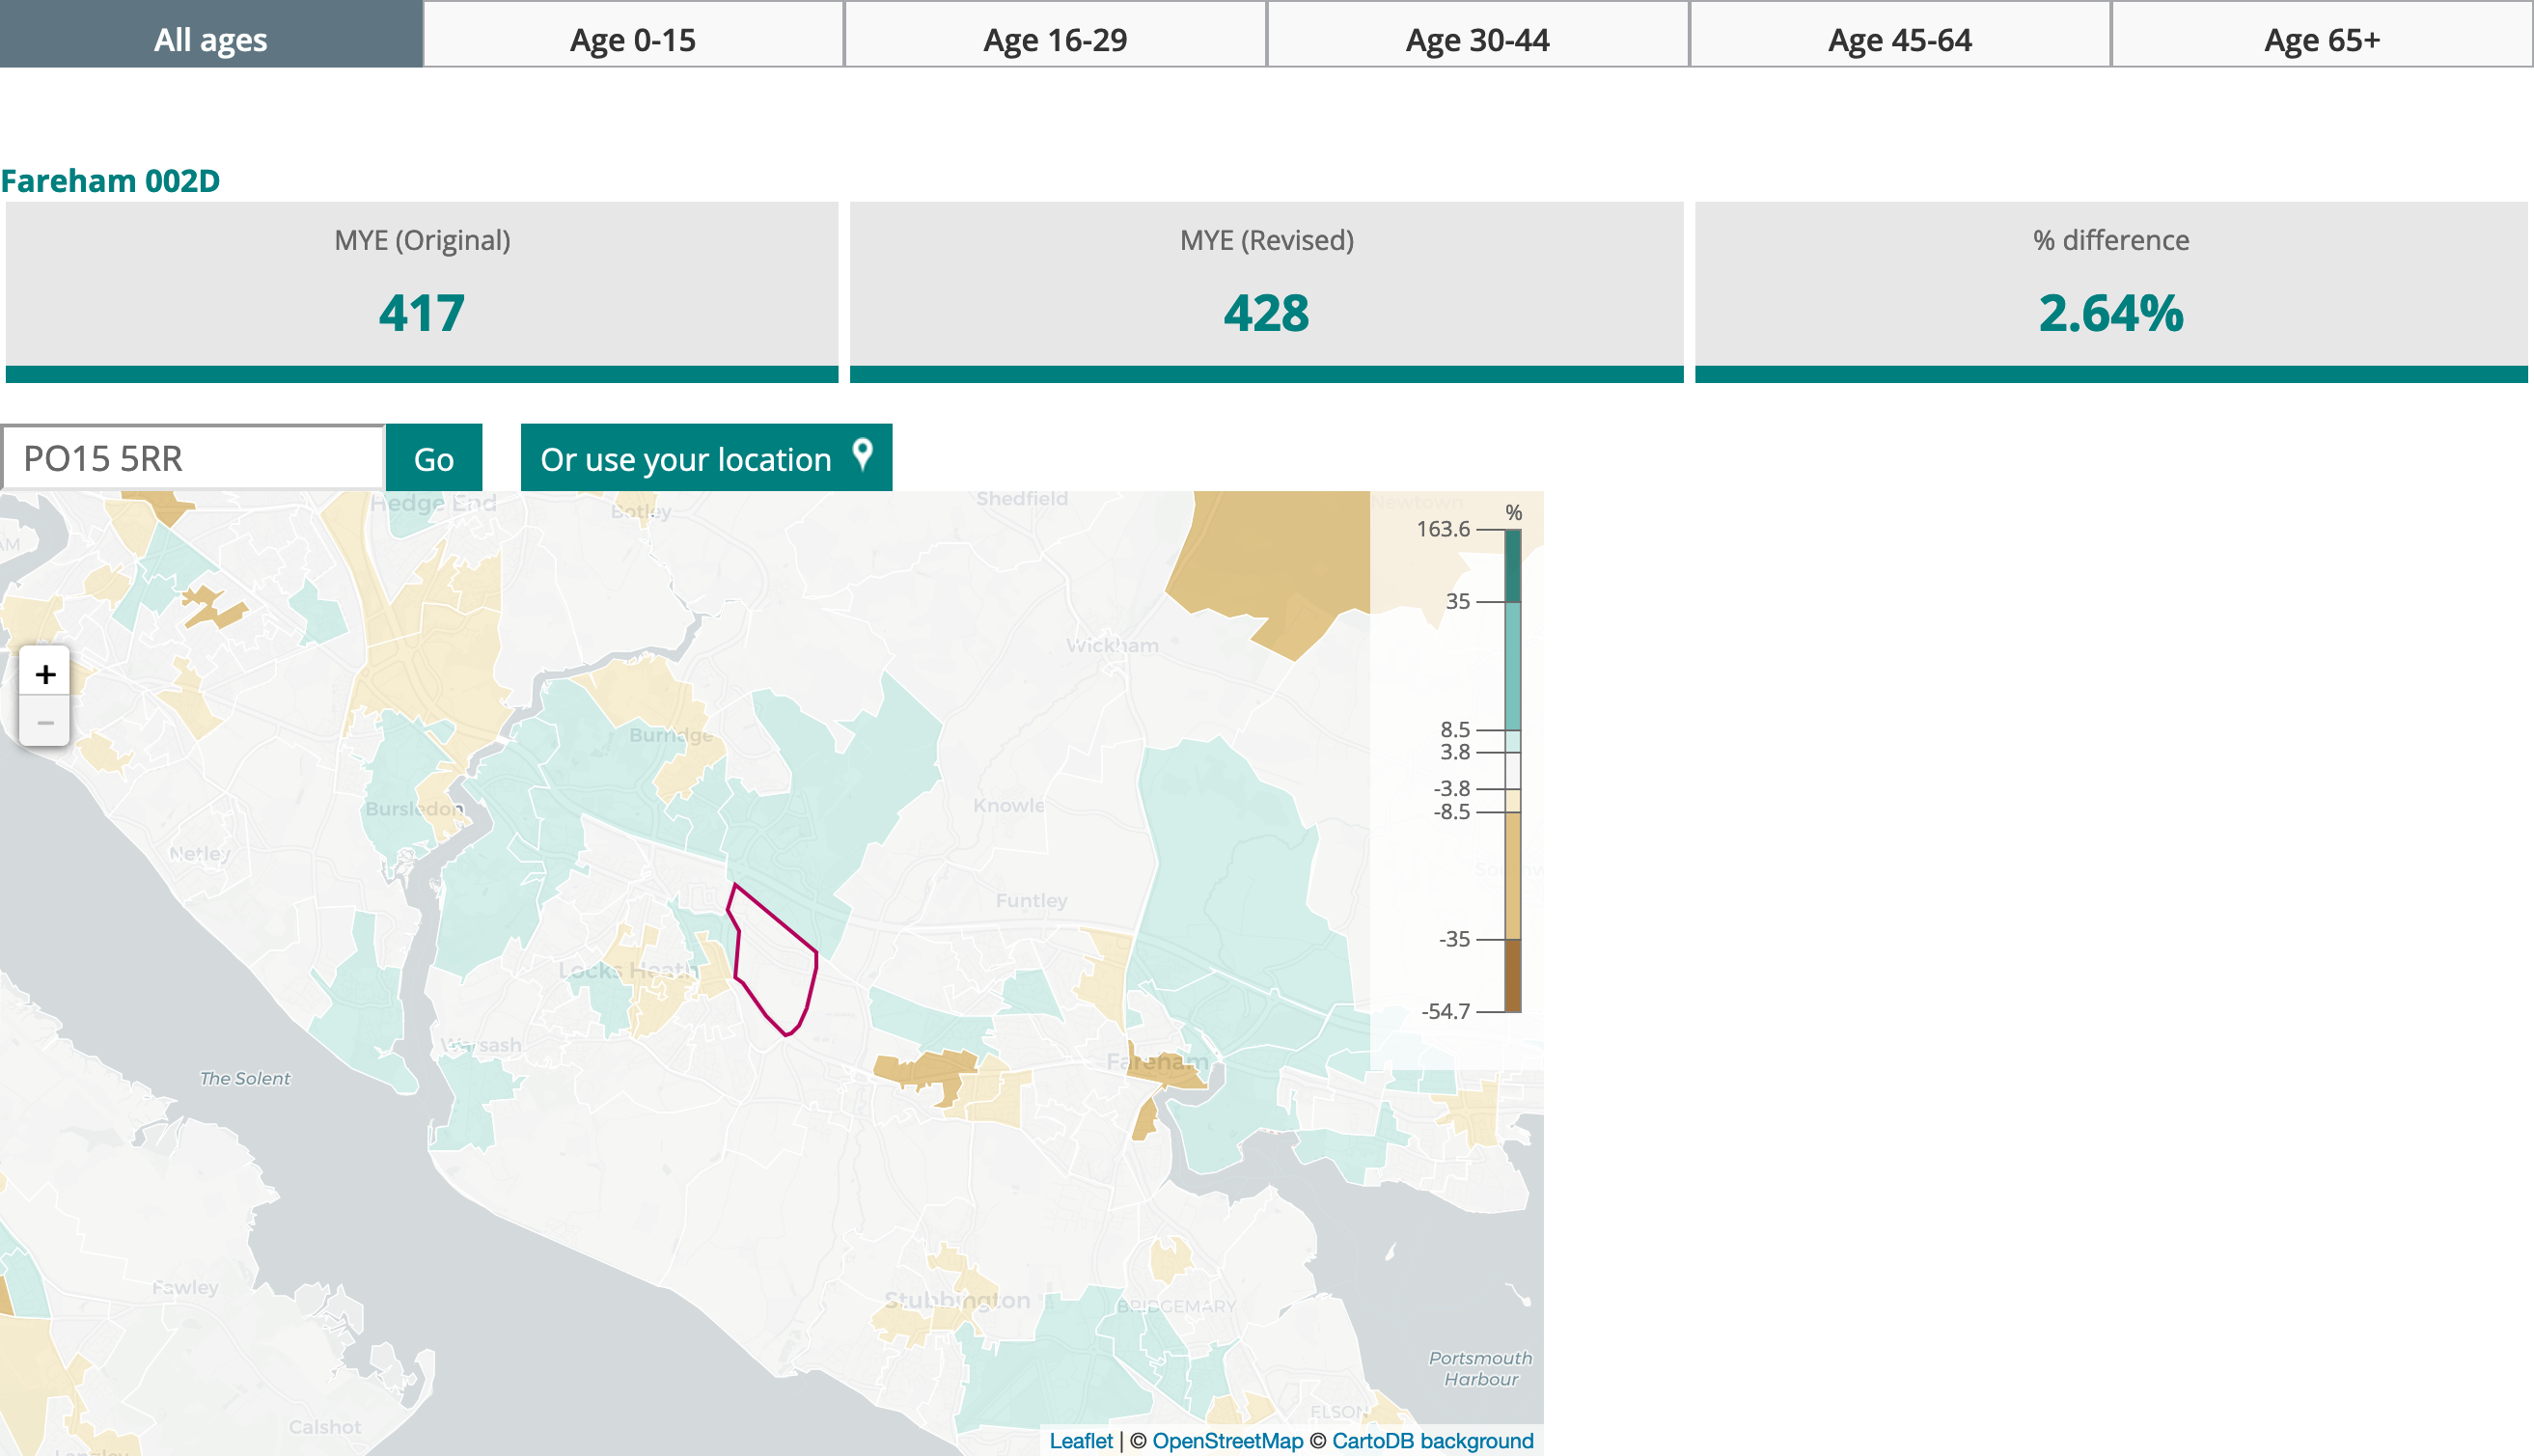 All ages
Age 0-15
Age 16-29
Age 30-44
Age 45-64
Age 65+
Fareham 002D
MYE (Original)
MYE (Revised)
% difference
417
428
2.64%
PO15 5RR
Go
Or use your location
Hedge End
Botley
Shedfield
Newtown
AM
%
163.6
35
8.5
3.8
-3.8
-8.5
-35
-54.7
+
−
Wickham
Burridge
Bursledon
Knowle
Netley
Funtley
Locks Heath
Warsash
Fareham
The Solent
Fawley
Stubbington
BRIDGEMARY
Portsmouth
Harbour
ELSON
Calshot
Leaflet | © OpenStreetMap © CartoDB background